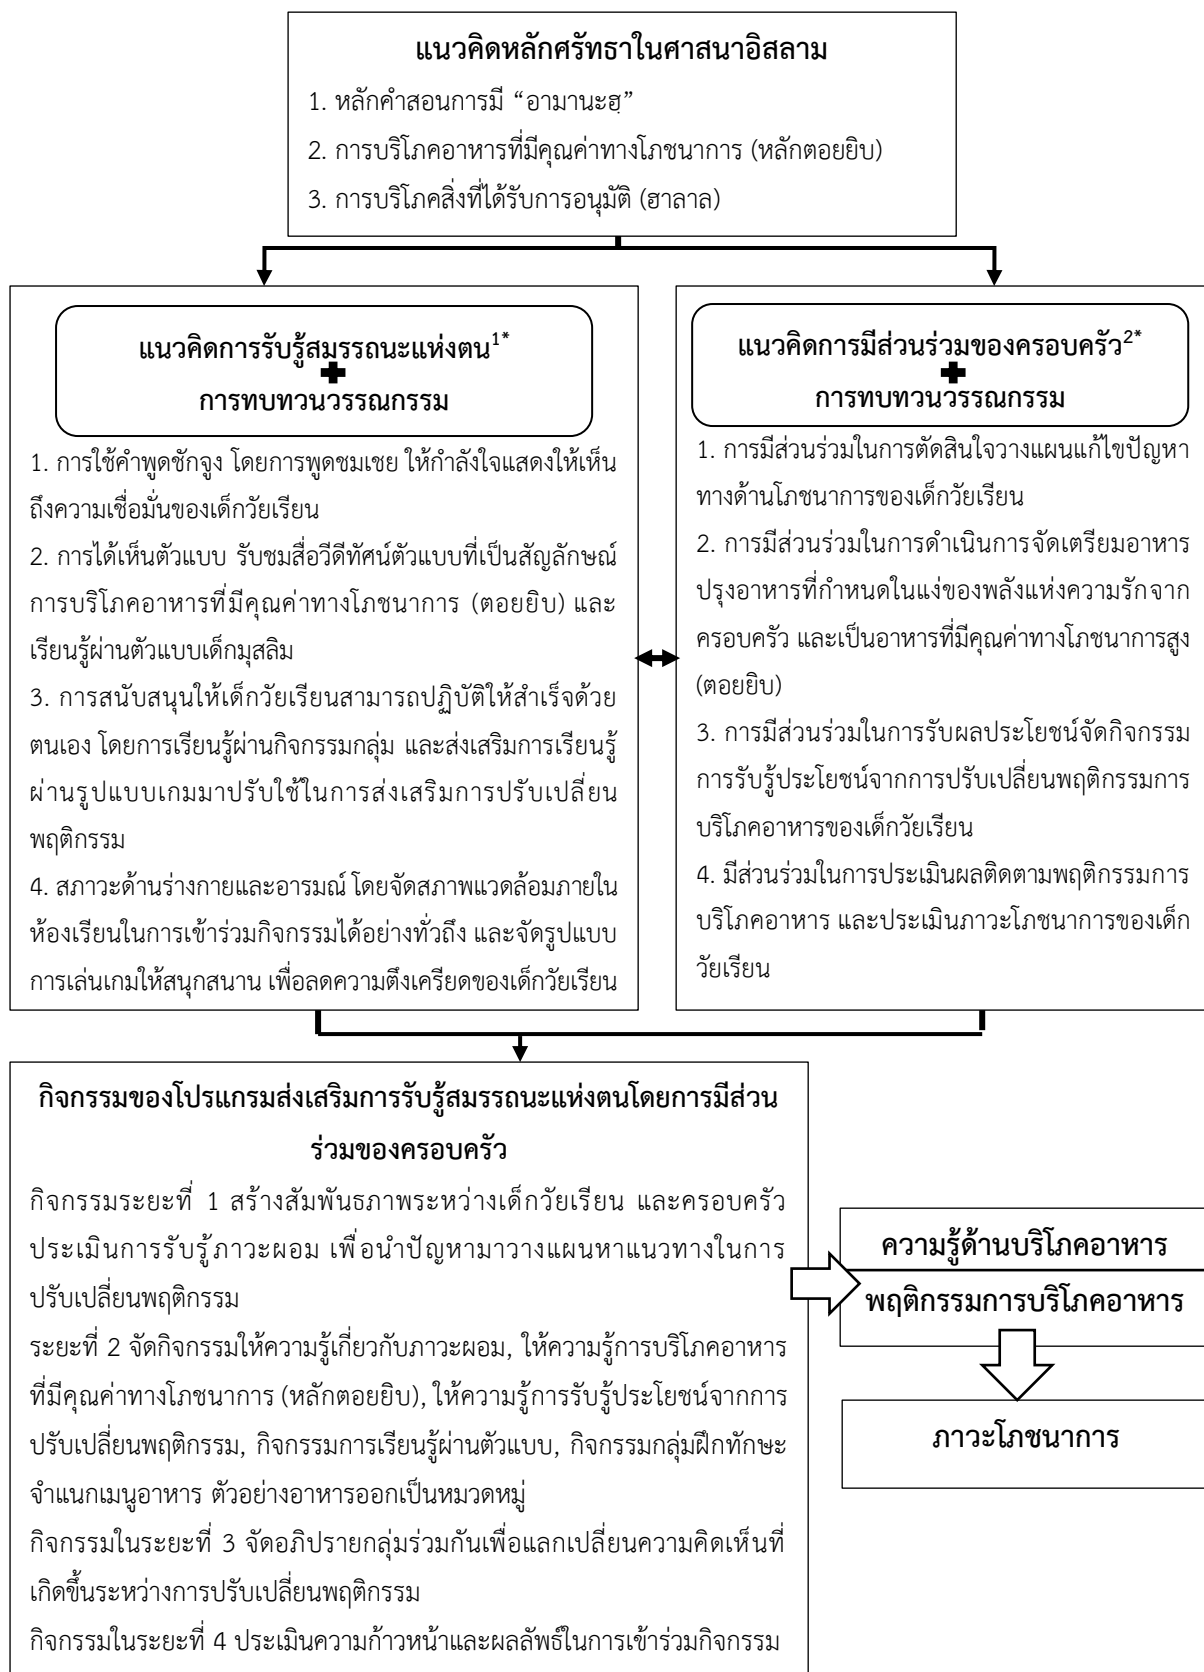 แนวคิดหลักศรัทธาในศาสนาอิสลาม
1. หลักคำสอนการมี “อามานะฮฺ”
2. การบริโภคอาหารที่มีคุณค่าทางโภชนาการ (หลักตอยยิบ)
3. การบริโภคสิ่งที่ได้รับการอนุมัติ (ฮาลาล)
แนวคิดการรับรู้สมรรถนะแห่งตน1*
การทบทวนวรรณกรรม
1. การใช้คำพูดชักจูง โดยการพูดชมเชย ให้กำลังใจแสดงให้เห็น
ถึงความเชื่อมั่นของเด็กวัยเรียน
2. การได้เห็นตัวแบบ รับชมสื่อวีดีทัศน์ตัวแบบที่เป็นสัญลักษณ์
การบริโภคอาหารที่มีคุณค่าทางโภชนาการ (ตอยยิบ) และ
เรียนรู้ผ่านตัวแบบเด็กมุสลิม
3. การสนับสนุนให้เด็กวัยเรียนสามารถปฏิบัติให้สำเร็จด้วย
ตนเอง โดยการเรียนรู้ผ่านกิจกรรมกลุ่ม และส่งเสริมการเรียนรู้
ผ่านรูปแบบเกมมาปรับใช้ในการส่งเสริมการปรับเปลี่ยน
พฤติกรรม
4. สภาวะด้านร่างกายและอารมณ์ โดยจัดสภาพแวดล้อมภายใน
ห้องเรียนในการเข้าร่วมกิจกรรมได้อย่างทั่วถึง และจัดรูปแบบ
การเล่นเกมให้สนุกสนาน เพื่อลดความตึงเครียดของเด็กวัยเรียน
แนวคิดการมีส่วนร่วมของครอบครัว2*
การทบทวนวรรณกรรม
1. การมีส่วนร่วมในการตัดสินใจวางแผนแก้ไขปัญหา
ทางด้านโภชนาการของเด็กวัยเรียน
2. การมีส่วนร่วมในการดำเนินการจัดเตรียมอาหาร
ปรุงอาหารที่กำหนดในแง่ของพลังแห่งความรักจาก
ครอบครัว และเป็นอาหารที่มีคุณค่าทางโภชนาการสูง
(ตอยยิบ)
3. การมีส่วนร่วมในการรับผลประโยชน์จัดกิจกรรม
การรับรู้ประโยชน์จากการปรับเปลี่ยนพฤติกรรมการ
บริโภคอาหารของเด็กวัยเรียน
4. มีส่วนร่วมในการประเมินผลติดตามพฤติกรรมการ
บริโภคอาหาร และประเมินภาวะโภชนาการของเด็ก
วัยเรียน
กิจกรรมของโปรแกรมส่งเสริมการรับรู้สมรรถนะแห่งตนโดยการมีส่วน
ร่วมของครอบครัว
กิจกรรมระยะที่ 1 สร้างสัมพันธภาพระหว่างเด็กวัยเรียน และครอบครัว
ประเมินการรับรู้ภาวะผอม เพื่อนำปัญหามาวางแผนหาแนวทางในการ
ปรับเปลี่ยนพฤติกรรม
ระยะที่ 2 จัดกิจกรรมให้ความรู้เกี่ยวกับภาวะผอม, ให้ความรู้การบริโภคอาหาร
ที่มีคุณค่าทางโภชนาการ (หลักตอยยิบ), ให้ความรู้การรับรู้ประโยชน์จากการ
ปรับเปลี่ยนพฤติกรรม, กิจกรรมการเรียนรู้ผ่านตัวแบบ, กิจกรรมกลุ่มฝึกทักษะ
จำแนกเมนูอาหาร ตัวอย่างอาหารออกเป็นหมวดหมู่
กิจกรรมในระยะที่ 3 จัดอภิปรายกลุ่มร่วมกันเพื่อแลกเปลี่ยนความคิดเห็นที่
เกิดขึ้นระหว่างการปรับเปลี่ยนพฤติกรรม
กิจกรรมในระยะที่ 4 ประเมินความก้าวหน้าและผลลัพธ์ในการเข้าร่วมกิจกรรม
ความรู้ด้านบริโภคอาหาร
พฤติกรรมการบริโภคอาหาร
ภาวะโภชนาการ